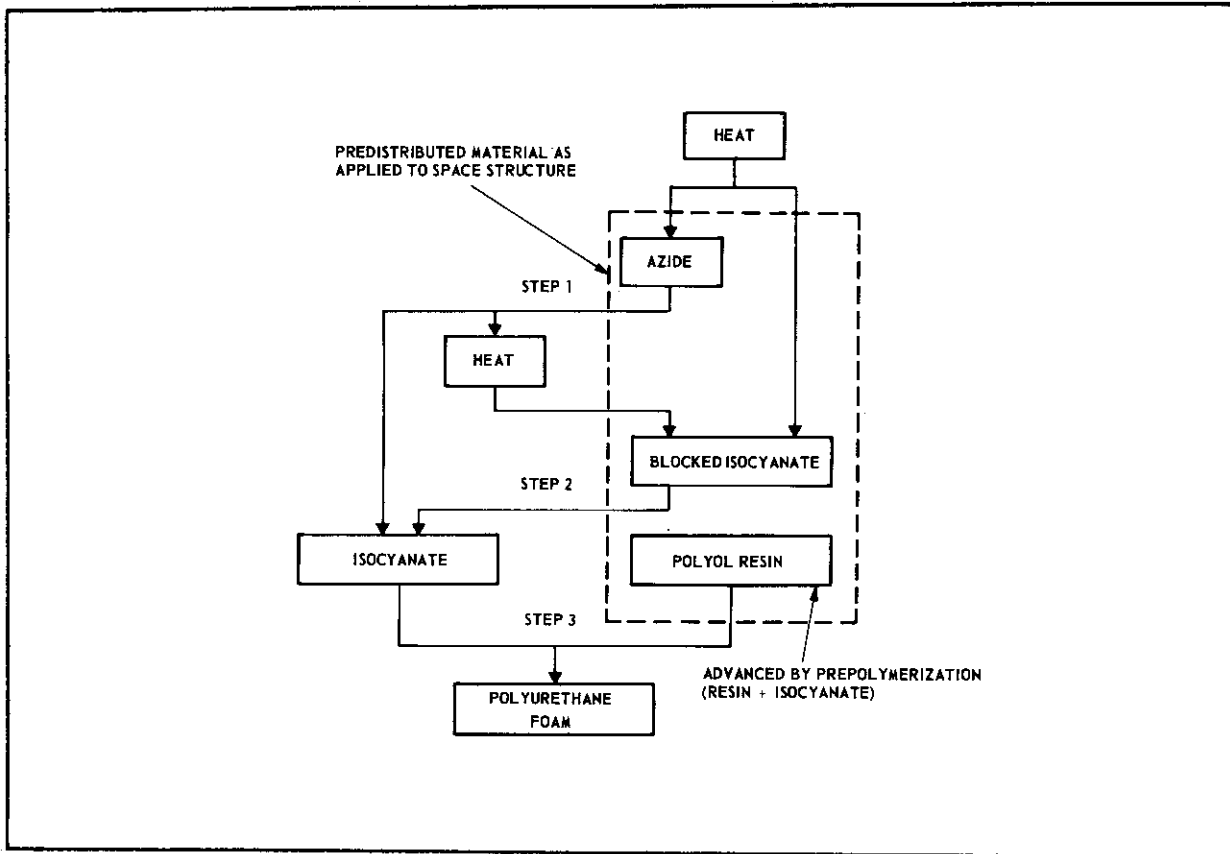 HEAT
PREDISTRIBUTED MATERIAL AS
APPLIED TO SPACE STRUCTURE
AZIDE
STEP 1
HEAT
BLOCKED ISOCYANATE
STEP 2
ISOCYANATE
POLYOL RESIN
STEP 3
ADVANCED BY PREPOLYMERIZATION
(RESIN + ISOCYANATE)
POLYURETHANE
FOAM